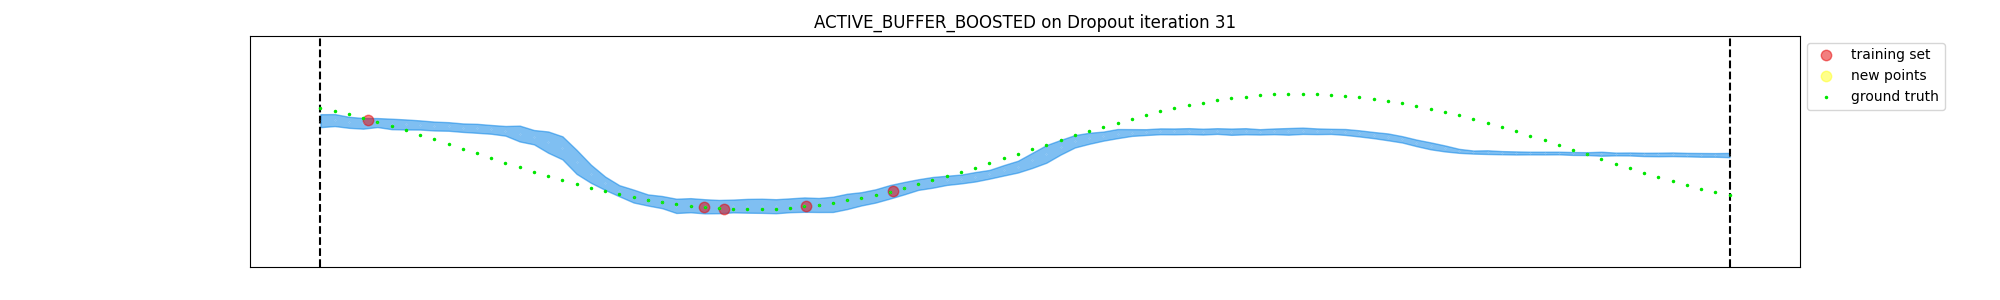 ACTIVE_BUFFER_BOOSTED on Dropout iteration 31
training set
new points
ground truth